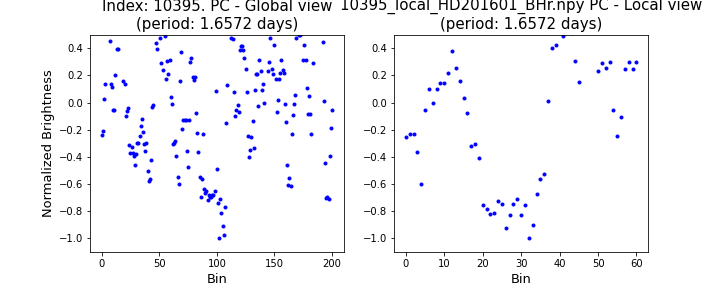 Index: 10395. PC - Global view
(period: 1.6572 days)
10395_local_HD201601_BHr.npy PC - Local view
(period: 1.6572 days)
Normalized Brightness
0.4
0.2
0.0
−0.2
−0.4
−0.6
−0.8
−1.0
0 50 100 150 200
Bin
0.4
0.2
0.0
−0.2
−0.4
−0.6
−0.8
−1.0
0 10 20 30 40 50 60
Bin